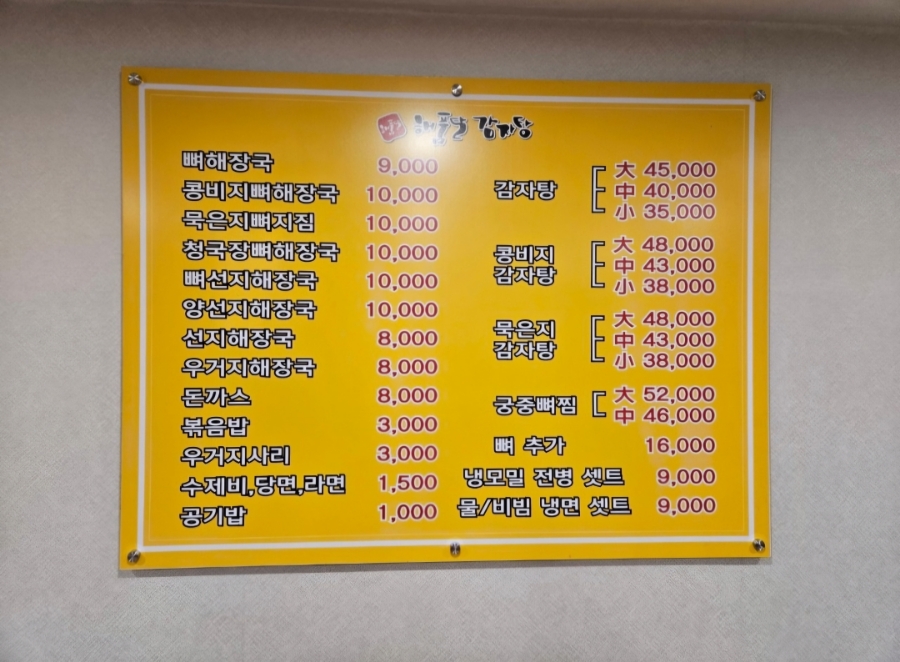 감자탕
뼈해장국 9,000
콩비지뼈해장국 10,000
묵은지뼈지짐 10,000
청국장뼈해장국 10,000
뼈선지해장국 10,000
양선지해장국 10,000
선지해장국 8,000
우거지해장국 8,000
돈까스 8,000
볶음밥 3,000
우거지사리 3,000
수제비,당면,라면 1,500
공기밥 1,000
감자탕
大 45,000
中 40,000
小 35,000
콩비지
감자탕
大 48,000
中 43,000
小 38,000
묵은지
감자탕
大 48,000
中 43,000
小 38,000
궁중뼈찜
大 52,000
中 46,000
뼈 추가 16,000
냉모밀 전병 셋트 9,000
물/비빔 냉면 셋트 9,000